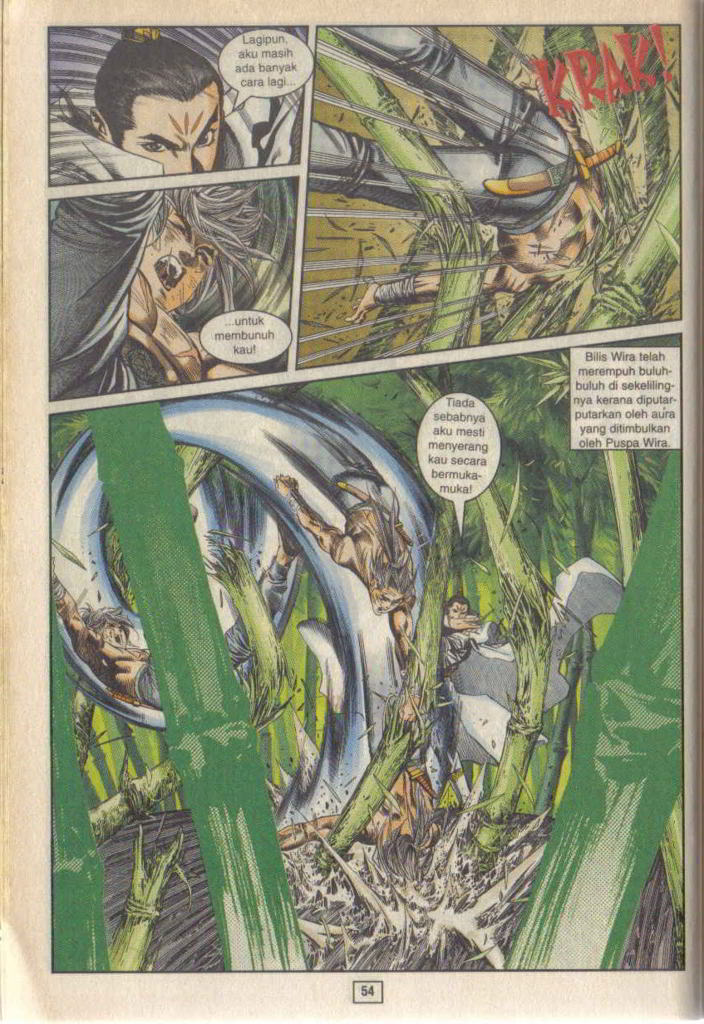 Lagipun,
aku masih
ada banyak
cara lagi...
...untuk
membunuh
kau!
KRAK!
Bilis Wira telah
merempuh buluh-
buluh di sekeliling-
nya kerana diputar-
putarkan oleh aura
yang ditimbulkan
oleh Puspa Wira.
Tiada
sebabnya
aku mesti
menyerang
kau secara
bermuka-
muka!
54